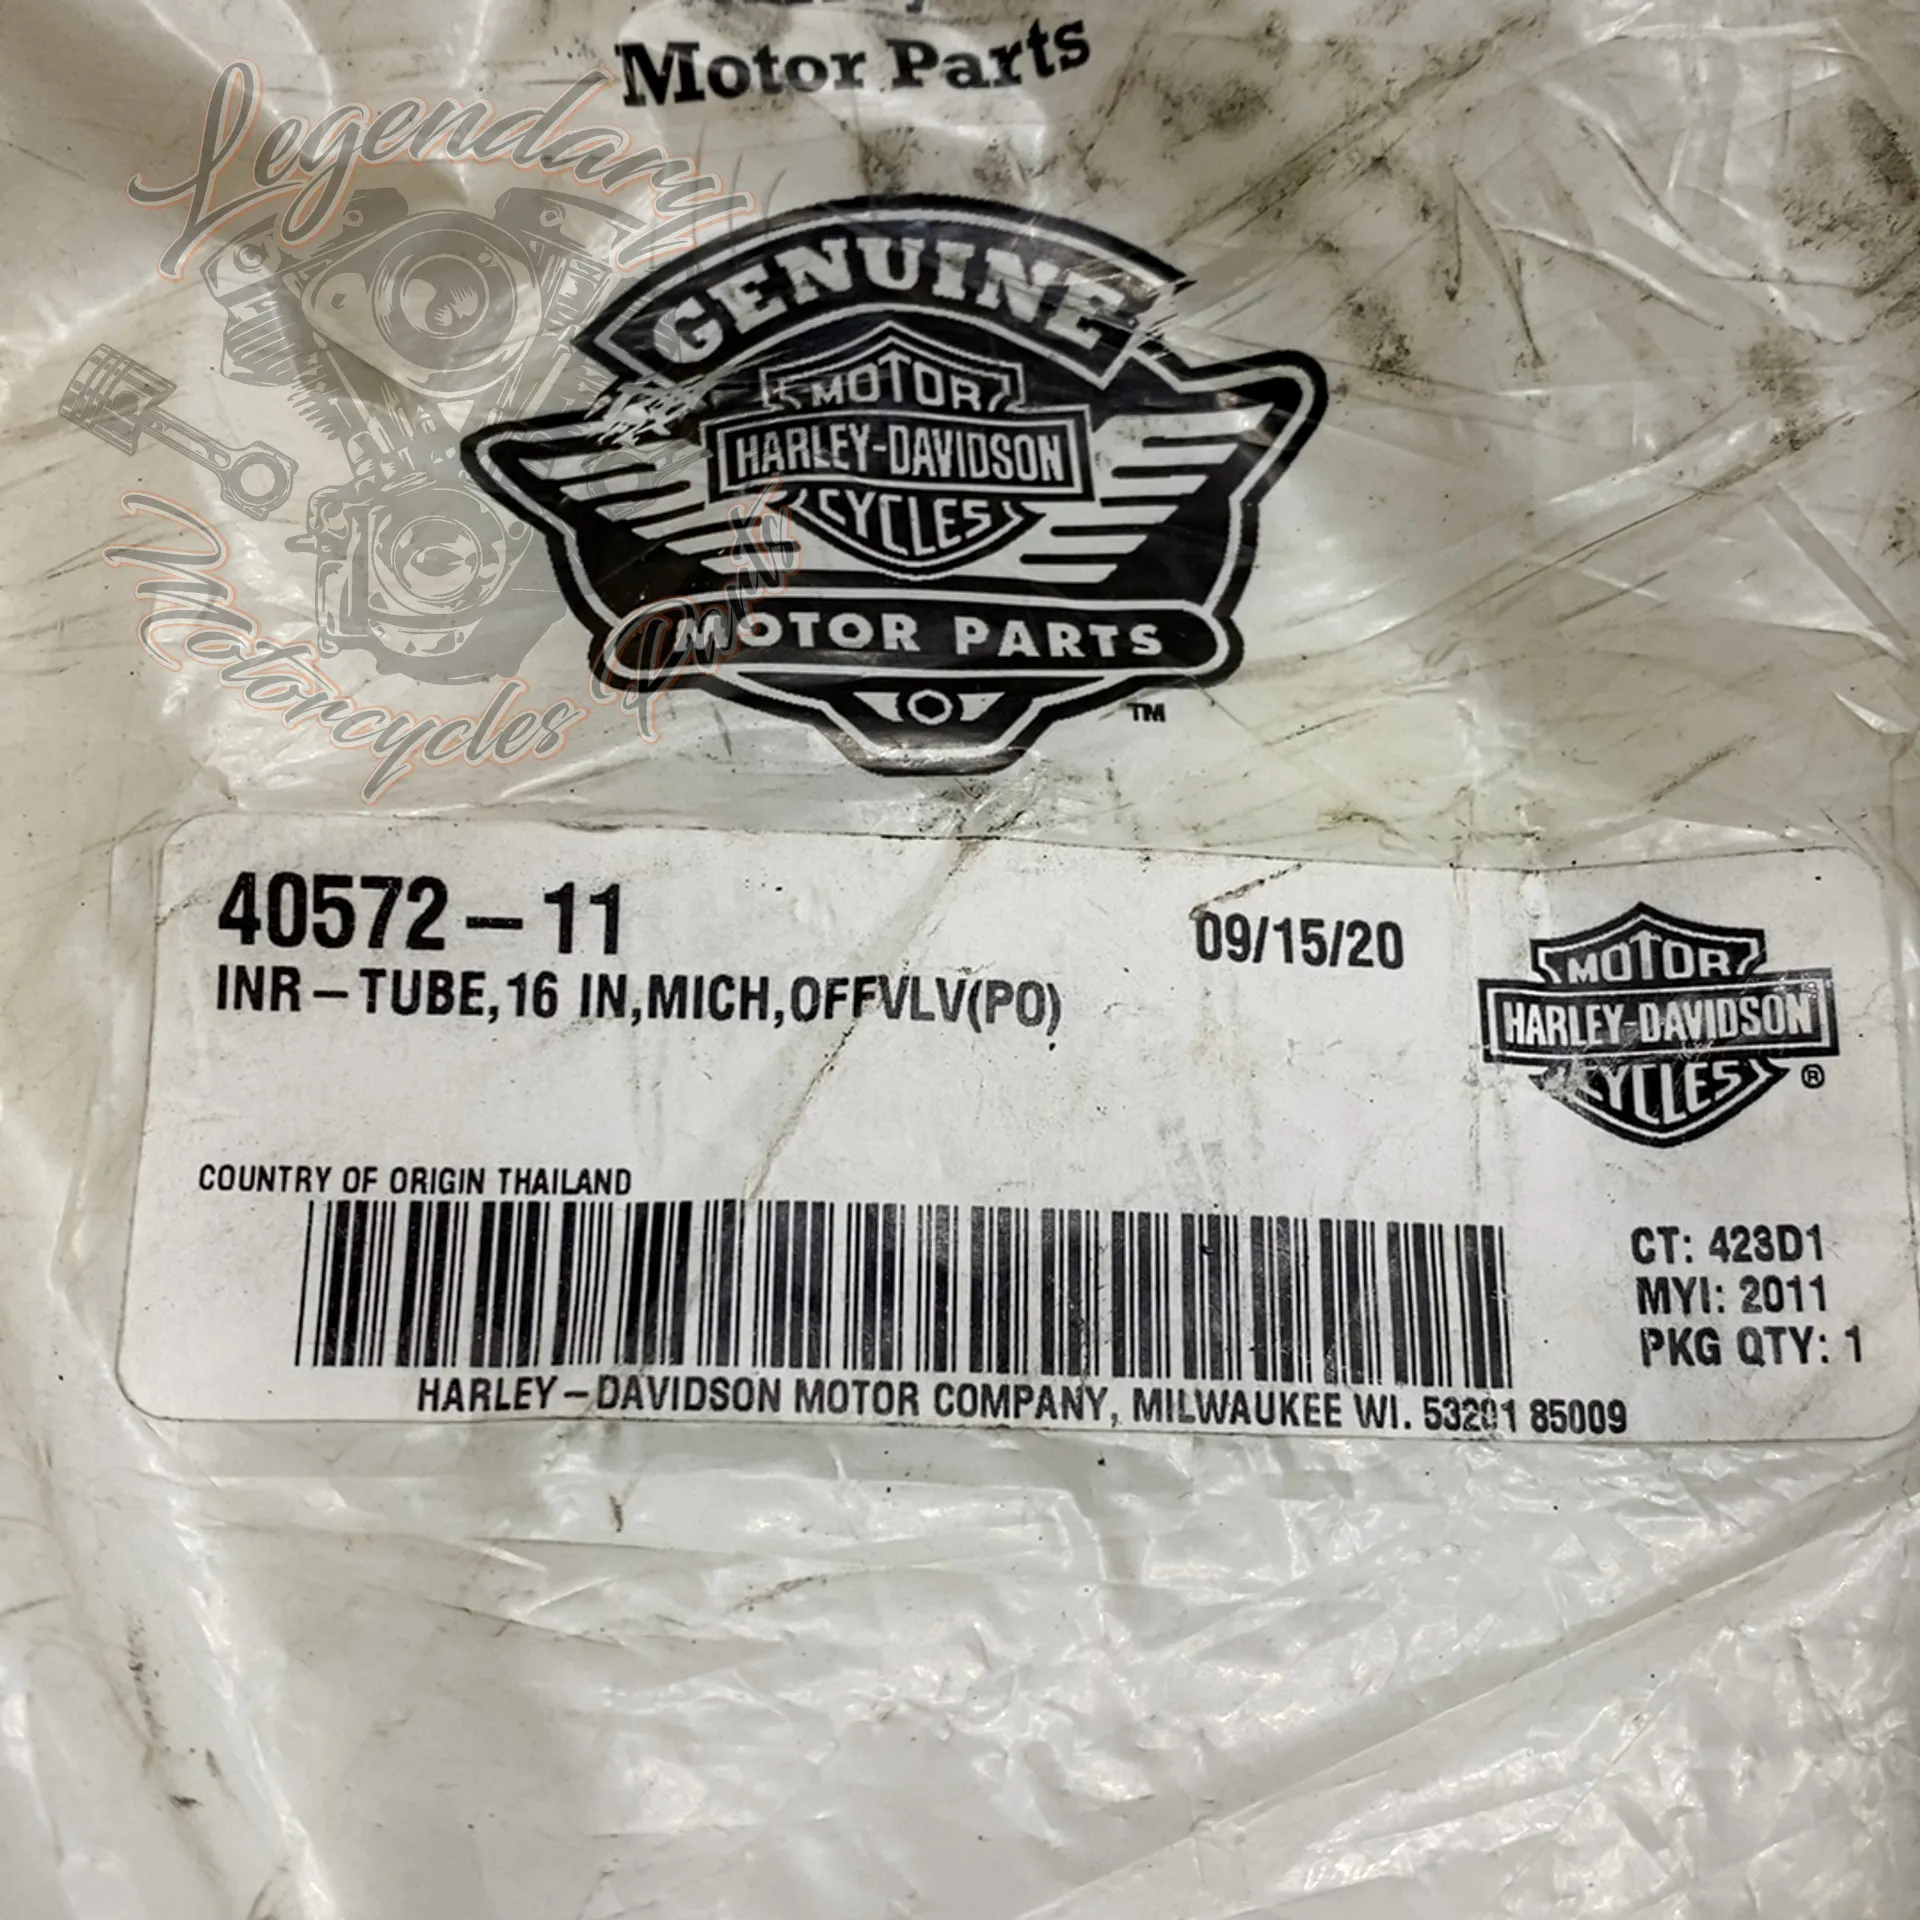 Motor Parts
Legendary
Motorcycles Parts
GENUINE
MOTOR
HARLEY-DAVIDSON
CYCLES
MOTOR PARTS
TM
40572-11
09/15/20
INR-TUBE,16 IN,MICH,OFFVLV(PO)
MOTOR
HARLEY-DAVIDSON
CYCLES
®
COUNTRY OF ORIGIN THAILAND
CT: 423D1
MYI: 2011
PKG QTY: 1
HARLEY-DAVIDSON MOTOR COMPANY, MILWAUKEE WI. 53201 85009